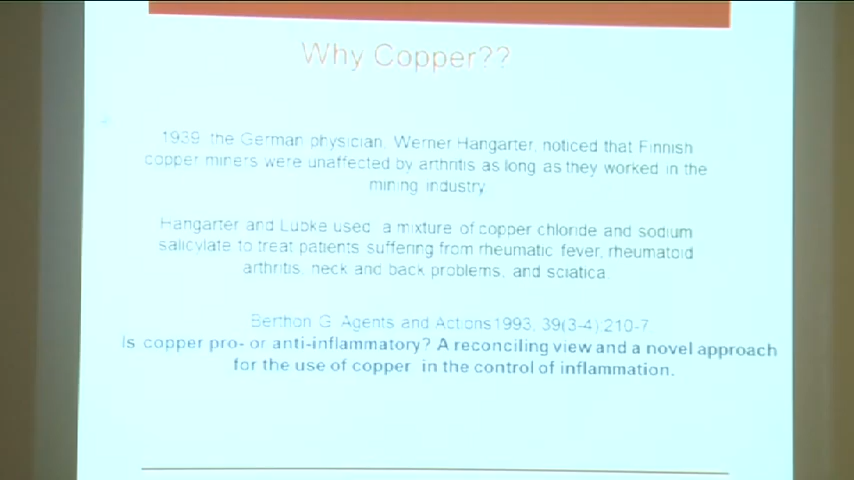 Why Copper??
1939, the German physician, Werner Hangarter, noticed that Finnish
copper miners were unaffected by arthritis as long as they worked in the
mining industry.
Hangarter and Lubke used a mixture of copper chloride and sodium
salicylate to treat patients suffering from rheumatic fever, rheumatoid
arthritis, neck and back problems, and sciatica.
Berthon G. Agents and Actions1993, 39(3-4) 210-7
Is copper pro- or anti-inflammatory? A reconciling view and a novel approach
for the use of copper in the control of inflammation.